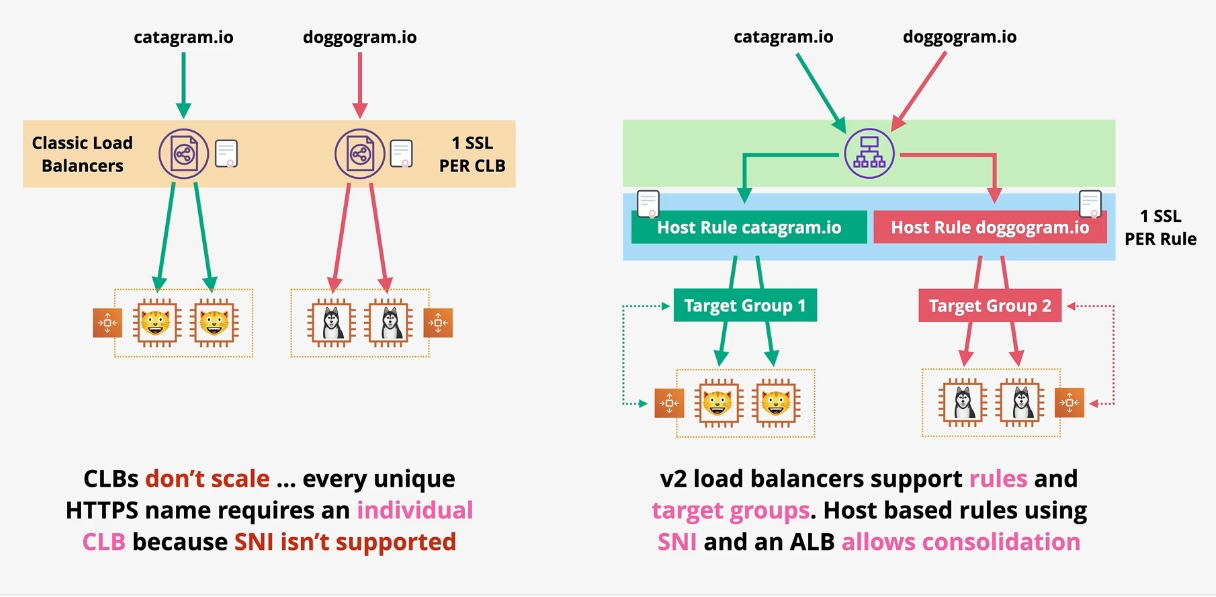 catagram.io
doggogram.io
Classic Load
Balancers
1 SSL
PER CLB
CLBs don’t scale ... every unique
HTTPS name requires an individual
CLB because SNI isn’t supported
catagram.io
doggogram.io
Host Rule catagram.io
Host Rule doggogram.io
1 SSL
PER Rule
Target Group 1
Target Group 2
v2 load balancers support rules and
target groups. Host based rules using
SNI and an ALB allows consolidation